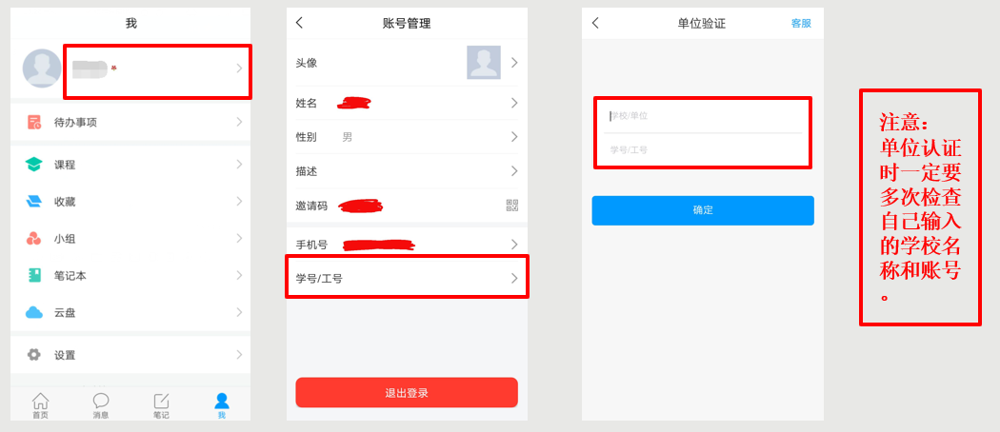 我
*
待办事项
课程
收藏
小组
笔记本
云盘
设置
首页
消息
笔记
我
账号管理
头像
姓名
性别 男
描述
邀请码
手机号
学号/工号
退出登录
单位验证 客服
学校/单位
学号/工号
确定
注意：
单位认证
时一定要
多次检查
自己输入
的学校名
称和账号
。